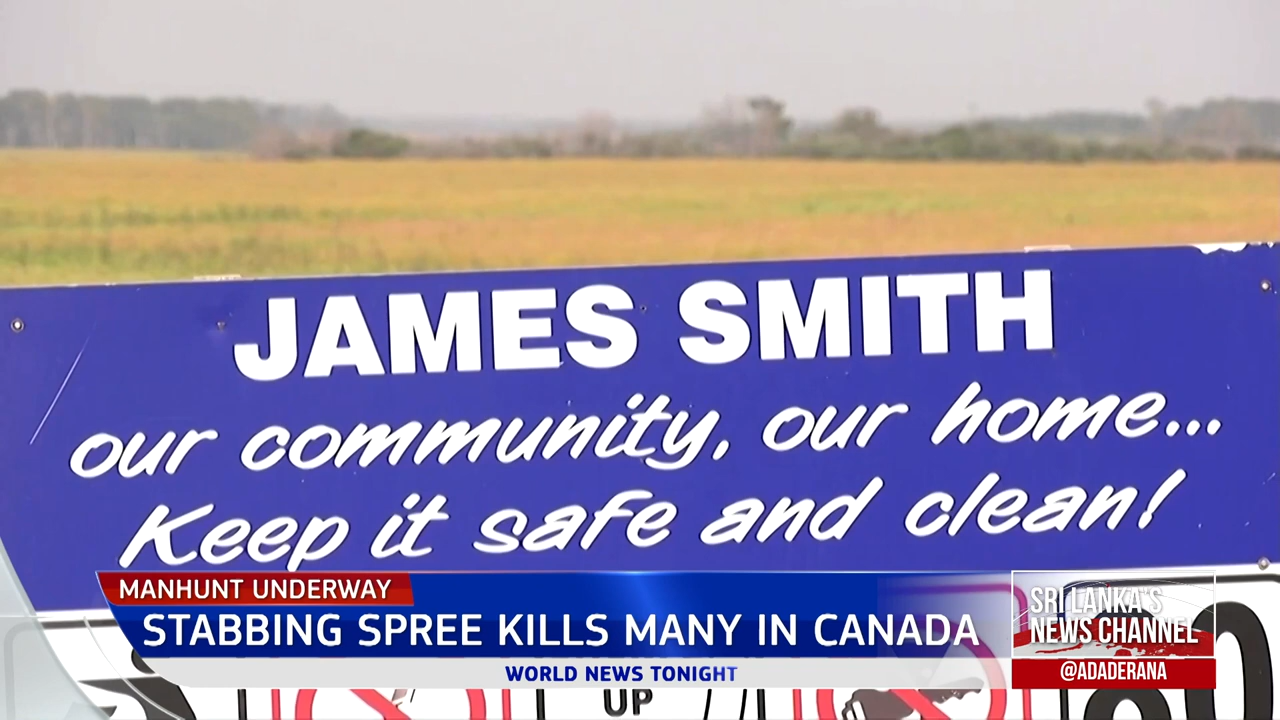 JAMES SMITH
our community, our home...
Keep it safe and clean!
MANHUNT UNDERWAY
STABBING SPREE KILLS MANY IN CANADA
WORLD NEWS TONIGHT
SRI LANKA'S
NEWS CHANNEL
@ADADERANA
UP